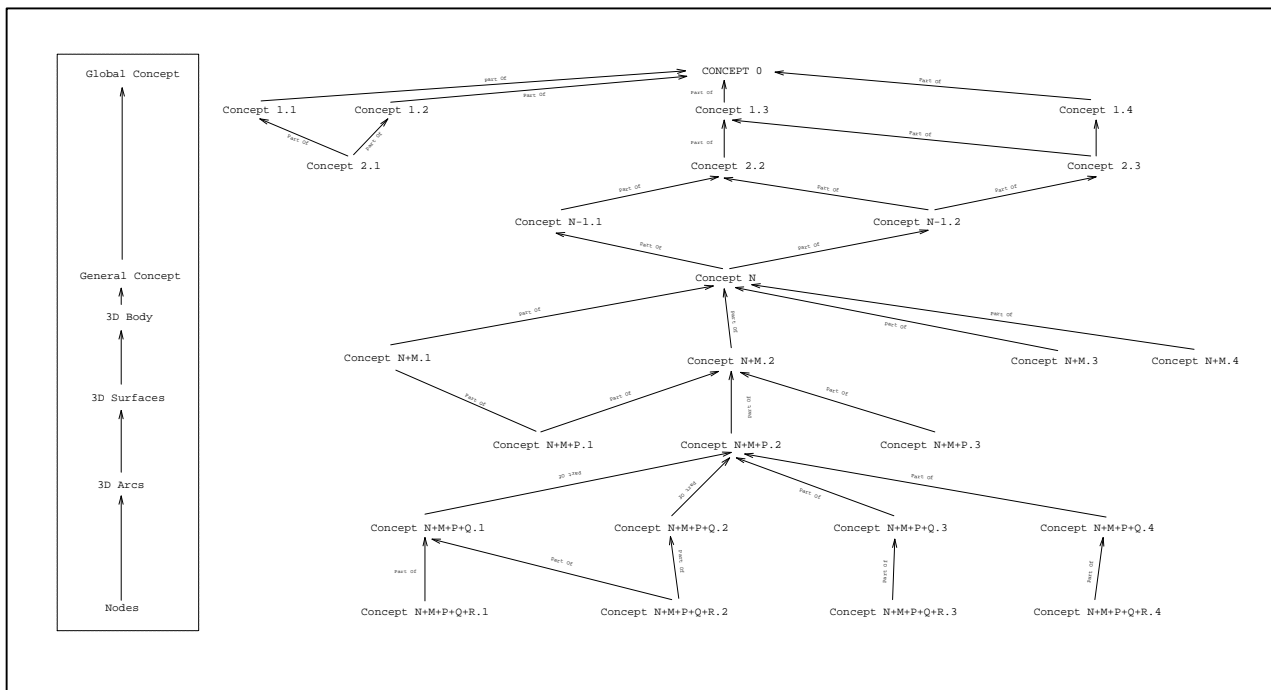 Global Concept
General Concept
3D Body
3D Surfaces
3D Arcs
Nodes
CONCEPT 0
part Of
Part Of
Part Of
Part Of
Concept 1.1
Concept 1.2
Concept 1.3
Concept 1.4
Part Of
Part Of
Part Of
Part Of
Concept 2.1
Concept 2.2
Concept 2.3
Part Of
Part Of
Part Of
Concept N-1.1
Concept N-1.2
Part Of
Part Of
Concept N
Part Of
Part Of
Part Of
Part Of
Concept N+M.1
Concept N+M.2
Concept N+M.3
Concept N+M.4
Part Of
Part Of
Part Of
Part Of
Concept N+M+P.1
Concept N+M+P.2
Concept N+M+P.3
Part Of
Part Of
Part Of
Part Of
Concept N+M+P+Q.1
Concept N+M+P+Q.2
Concept N+M+P+Q.3
Concept N+M+P+Q.4
Part Of
Part Of
Part Of
Part Of
Part Of
Concept N+M+P+Q+R.1
Concept N+M+P+Q+R.2
Concept N+M+P+Q+R.3
Concept N+M+P+Q+R.4